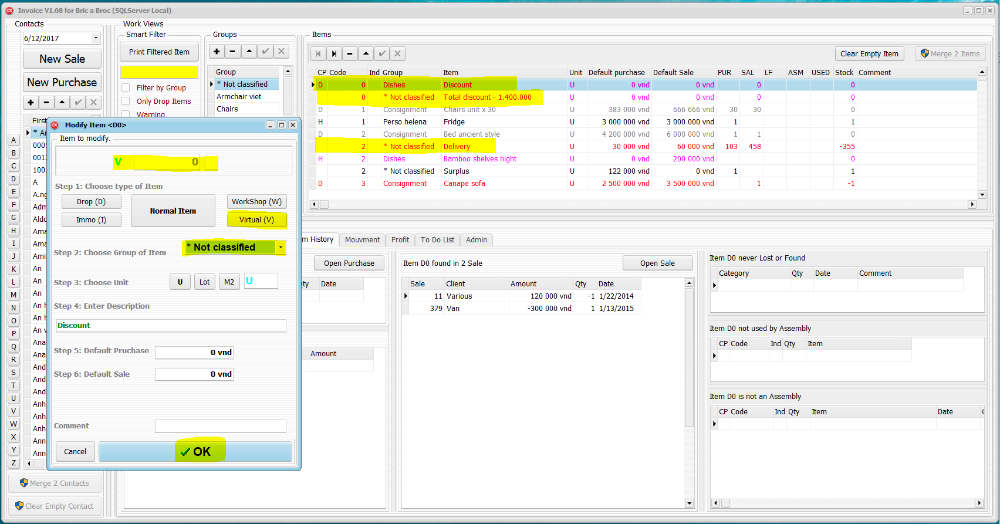 Invoice V1.08 for Bric a Broc (SQLServer Local)
Contacts
6/12/2017
New Sale
New Purchase
First
* Ar
0005
0012
1001
A
A.ng
Adm
Aldo
Ama
Ama
Ami
An
An
An
An h
An h
An v
Ana
Ana
And
And
And
Anh
Anh
Anh
Ann
Ann
A
B
C
D
E
F
G
H
I
J
K
L
M
N
O
P
Q
R
S
T
U
V
W
X
Y
Z
Merge 2 Contacts
Clear Empty Contact
Work Views
Smart Filter
Print Filtered Item
Filter by Group
Only Drop Items
Warning
Groups
Group
* Not classified
Armchair viet
Chairs
Items
Clear Empty Item
Merge 2 Items
CP Code Ind Group Item Unit Default purchase Default Sale PUR SAL LF ASM USED Stock Comment
D 0 Dishes Discount U 0 vnd 0 vnd 0
0 * Not classified Total discount - 1.400.000 U 0 vnd 0 vnd 0
D 1 Consignment Chairs unit x 30 U 383 000 vnd 666 666 vnd 30 30 0
H 1 Perso helena Fridge U 3 000 000 vnd 3 000 000 vnd 1 1
D 2 Consignment Bed ancient style U 4 200 000 vnd 6 000 000 vnd 1 1 0
2 * Not classified Delivery U 30 000 vnd 60 000 vnd 103 458 -355
H 2 Dishes Bamboo shelves hight U 0 vnd 200 000 vnd 0
2 * Not classified Surplus U 122 000 vnd 0 vnd 1 1
D 3 Consignment Canape sofa U 2 500 000 vnd 3 500 000 vnd 1 -1
Modify Item <D0>
Item to modify.
V 0
Step 1: Choose type of Item
Drop (D)
Normal Item
WorkShop (W)
Immo (I)
Virtual (V)
Step 2: Choose Group of Item
* Not classified
Step 3: Choose Unit
U
Lot
M2
U
Step 4: Enter Description
Discount
Step 5: Default Pruchase
0 vnd
Step 6: Default Sale
0 vnd
Comment
Cancel
OK
m History
Mouvment
Profit
To Do List
Admin
Open Purchase
Qty Date
Amount
Item D0 found in 2 Sale
Open Sale
Sale Client Amount Qty Date
11 Various 120 000 vnd -1 1/22/2014
379 Van -300 000 vnd 1 1/13/2015
Item D0 never Lost or Found
Category Qty Date Comment
Item D0 not used by Assembly
CP Code Ind Qty Item
Item D0 is not an Assembly
CP Code Ind Qty Item Date